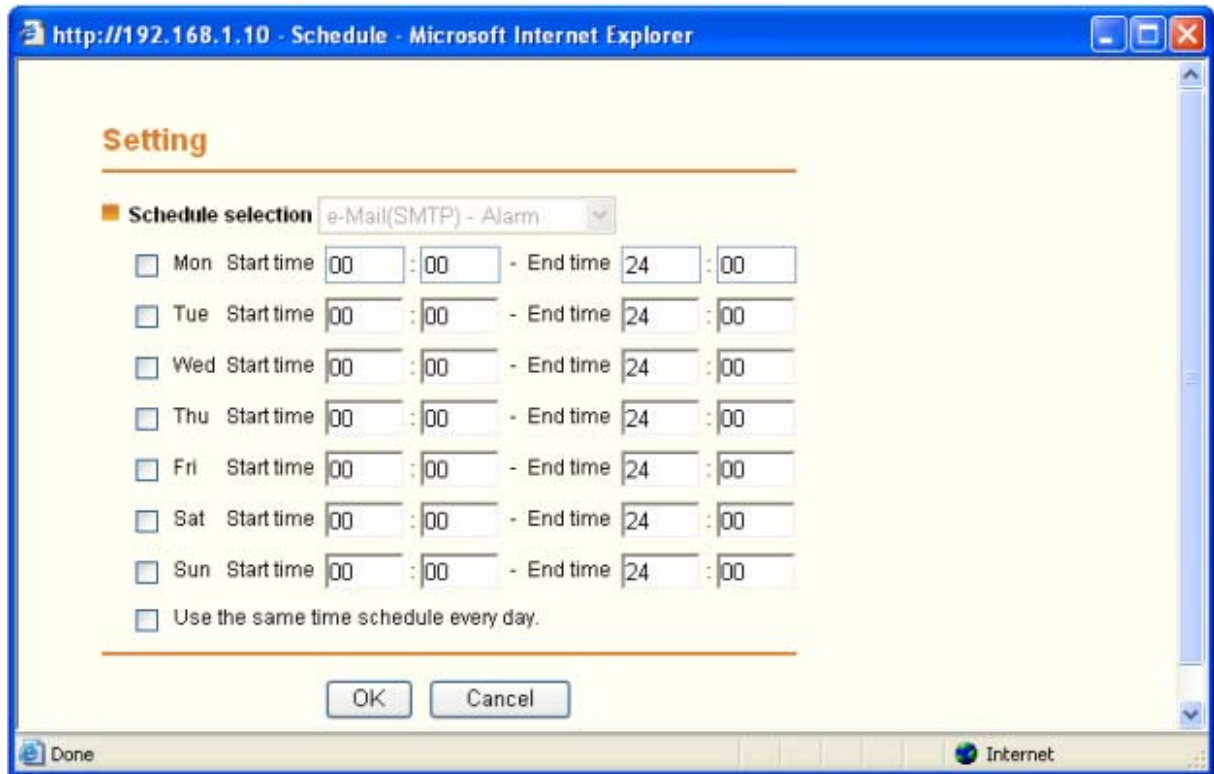 http://192.168.1.10 - Schedule - Microsoft Internet Explorer
Setting
Schedule selection e-Mail(SMTP) - Alarm
Mon Start time 00 : 00 - End time 24 : 00
Tue Start time 00 : 00 - End time 24 : 00
Wed Start time 00 : 00 - End time 24 : 00
Thu Start time 00 : 00 - End time 24 : 00
Fri Start time 00 : 00 - End time 24 : 00
Sat Start time 00 : 00 - End time 24 : 00
Sun Start time 00 : 00 - End time 24 : 00
Use the same time schedule every day.
OK Cancel
Done Internet